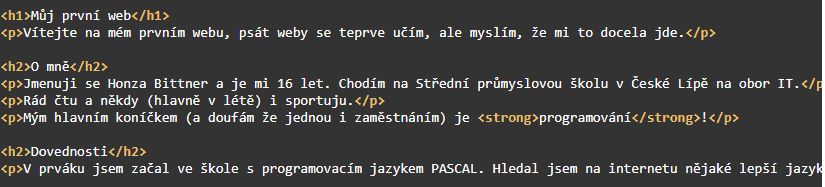 <h1>Můj první web</h1>
<p>Vítejte na mém prvním webu, psát weby se teprve učím, ale myslím, že mi to docela jde.</p>
<h2>O mně</h2>
<p>Jmenuji se Honza Bittner a je mi 16 let. Chodím na Střední průmyslovou školu v České Lípě na obor IT.</p
<p>Rád čtu a někdy (hlavně v létě) i sportuju.</p>
<p>Mým hlavním koníčkem (a doufám že jednou i zaměstnáním) je <strong>programování</strong>!</p>
<h2>Dovednosti</h2>
<p>V prváku jsem začal ve škole s programovacím jazykem PASCAL. Hledal jsem na internetu nějaké lepší jazyk